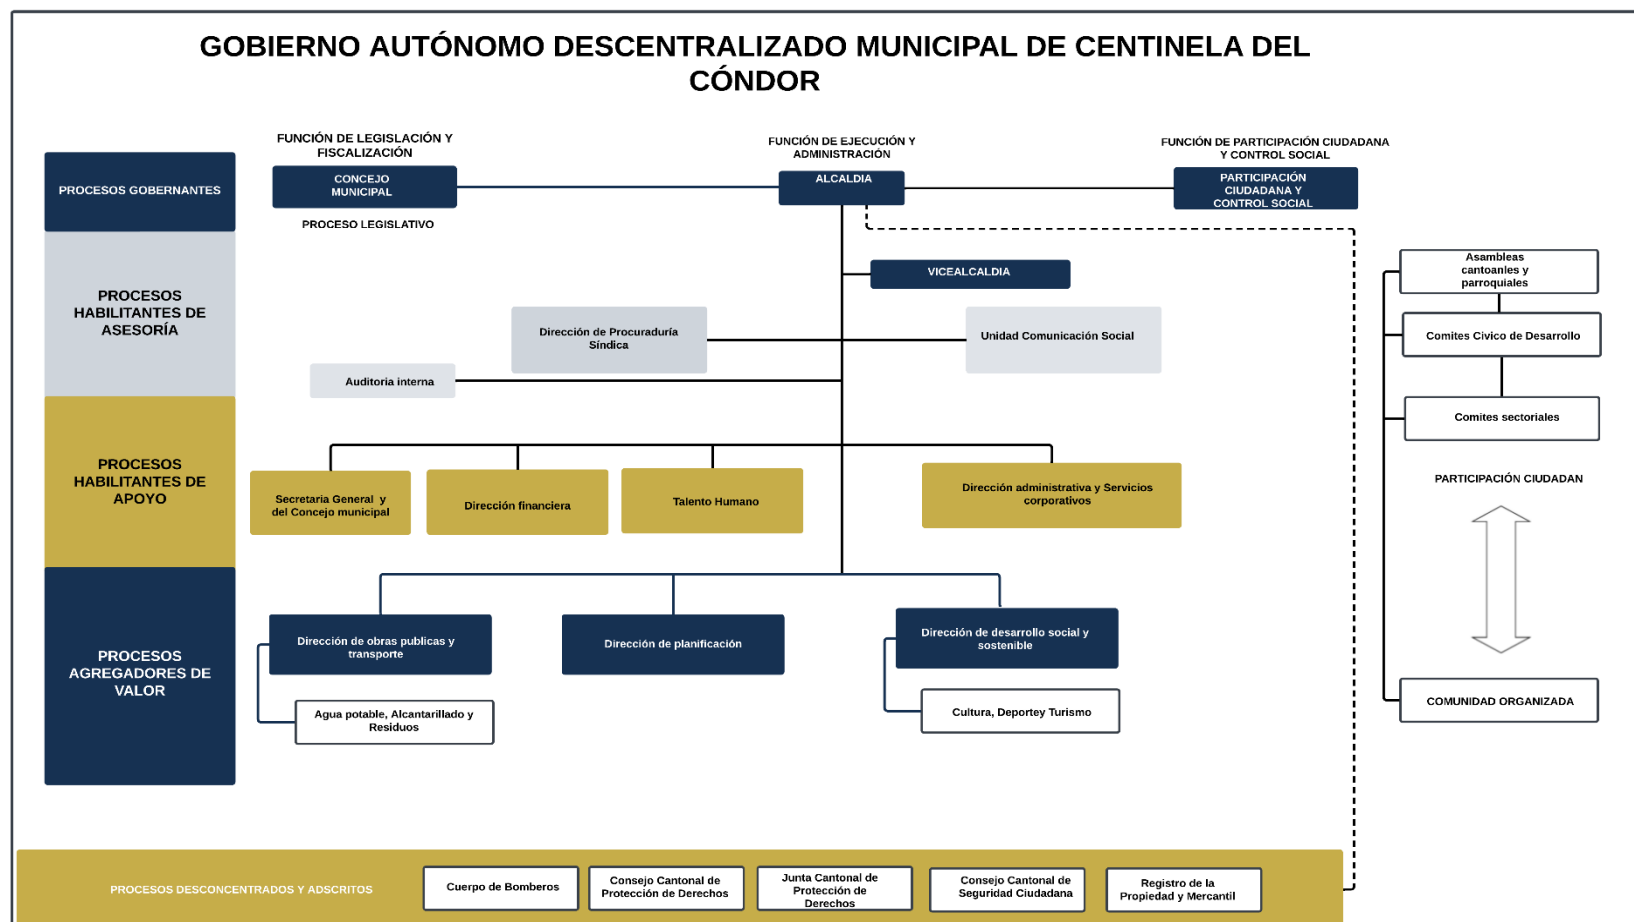 GOBIERNO AUTÓNOMO DESCENTRALIZADO MUNICIPAL DE CENTINELA DEL
CÓNDOR
FUNCIÓN DE LEGISLACIÓN Y
FISCALIZACIÓN
FUNCIÓN DE EJECUCIÓN Y
ADMINISTRACIÓN
FUNCIÓN DE PARTICIPACIÓN CIUDADANA
Y CONTROL SOCIAL
PROCESOS GOBERNANTES
CONCEJO
MUNICIPAL
ALCALDIA
PARTICIPACIÓN
CIUDADANA Y
CONTROL SOCIAL
PROCESO LEGISLATIVO
PROCESOS
HABILITANTES DE
ASESORÍA
VICEALCALDIA
Dirección de Procuraduría
Síndica
Unidad Comunicación Social
Auditoria interna
Asambleas
cantoanles y
parroquiales
Comites Civico de Desarrollo
Comites sectoriales
PROCESOS
HABILITANTES DE
APOYO
Secretaria General y
del Concejo municipal
Dirección financiera
Talento Humano
Dirección administrativa y Servicios
corporativos
PARTICIPACIÓN CIUDADAN
PROCESOS
AGREGADORES DE
VALOR
Dirección de obras publicas y
transporte
Dirección de planificación
Dirección de desarrollo social y
sostenible
Agua potable, Alcantarillado y
Residuos
Cultura, Deportey Turismo
COMUNIDAD ORGANIZADA
PROCESOS DESCONCENTRADOS Y ADSCRITOS
Cuerpo de Bomberos
Consejo Cantonal de
Protección de Derechos
Junta Cantonal de
Protección de
Derechos
Consejo Cantonal de
Seguridad Ciudadana
Registro de la
Propiedad y Mercantil